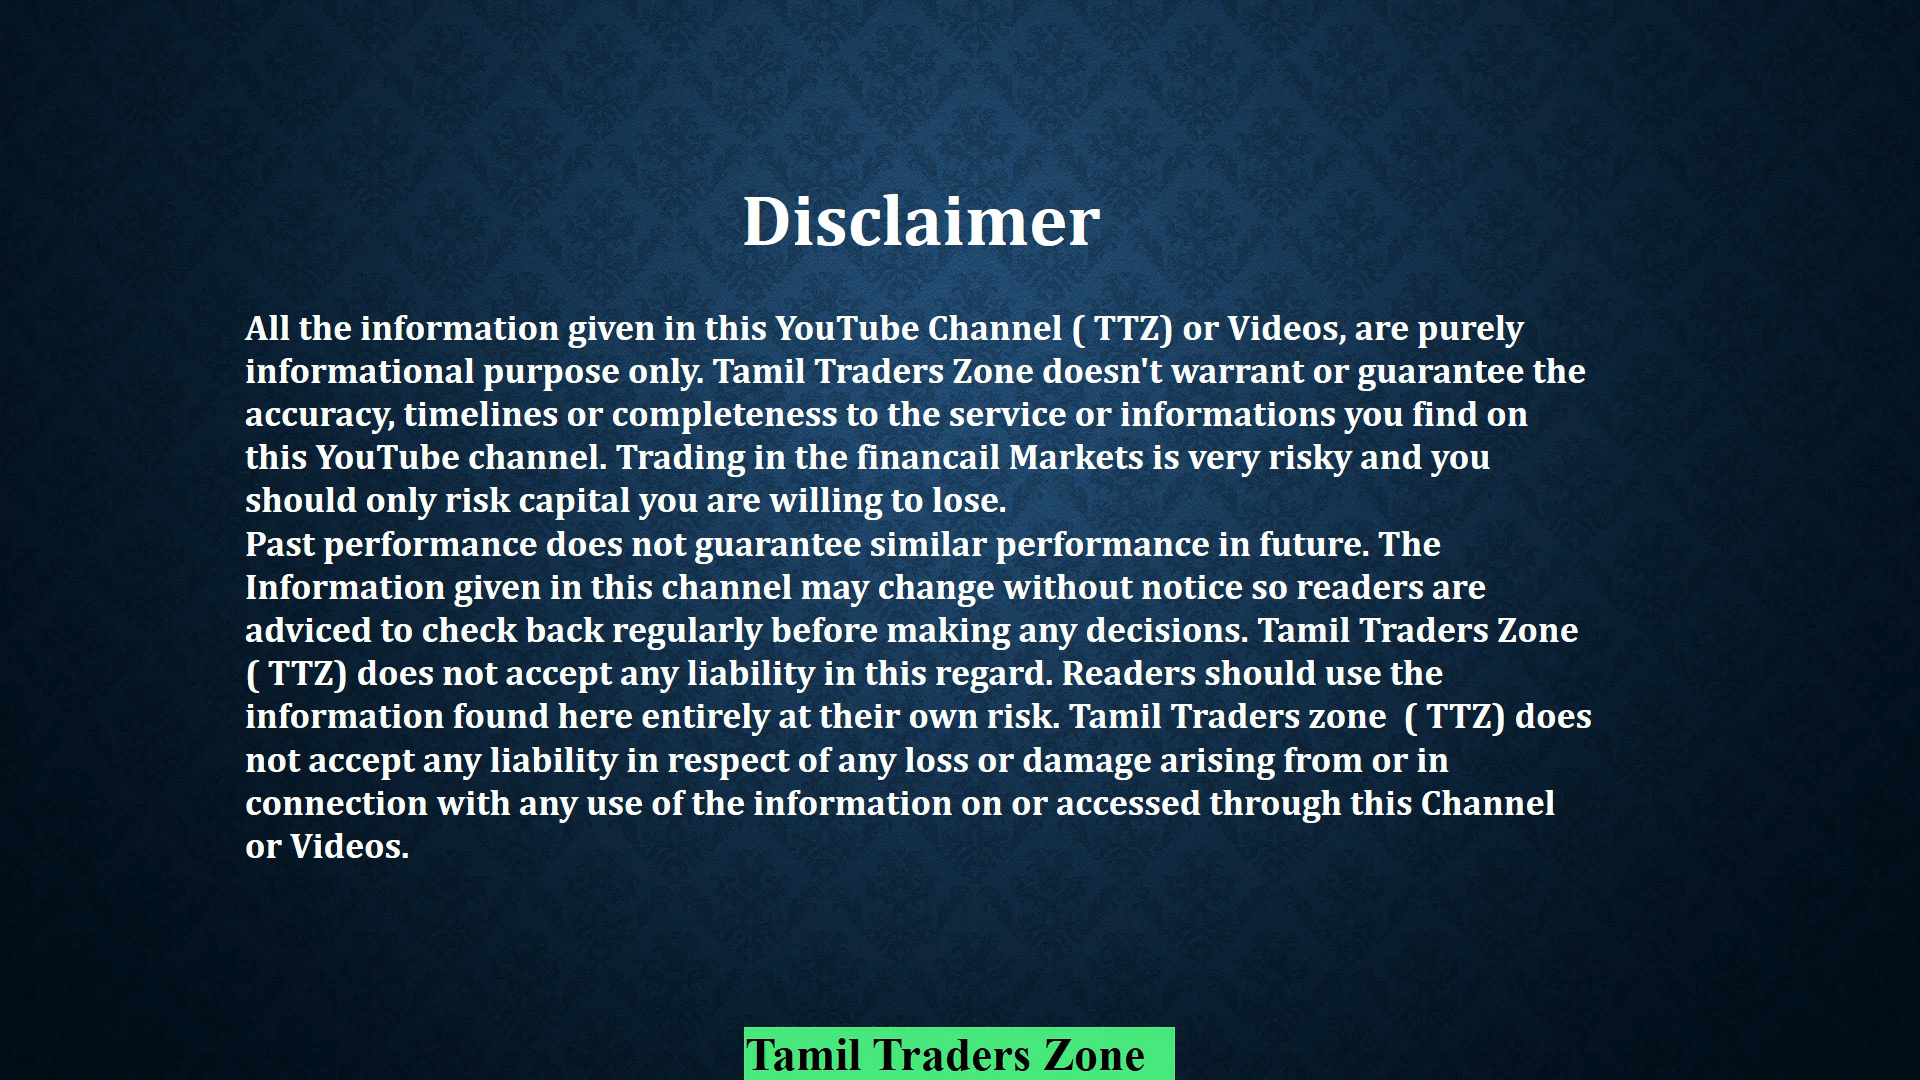 Disclaimer
All the information given in this YouTube Channel ( TTZ) or Videos, are purely
informational purpose only. Tamil Traders Zone doesn't warrant or guarantee the
accuracy, timelines or completeness to the service or informations you find on
this YouTube channel. Trading in the financail Markets is very risky and you
should only risk capital you are willing to lose.
Past performance does not guarantee similar performance in future. The
Information given in this channel may change without notice so readers are
adviced to check back regularly before making any decisions. Tamil Traders Zone
( TTZ) does not accept any liability in this regard. Readers should use the
information found here entirely at their own risk. Tamil Traders zone  ( TTZ) does
not accept any liability in respect of any loss or damage arising from or in
connection with any use of the information on or accessed through this Channel
or Videos.
Tamil Traders Zone